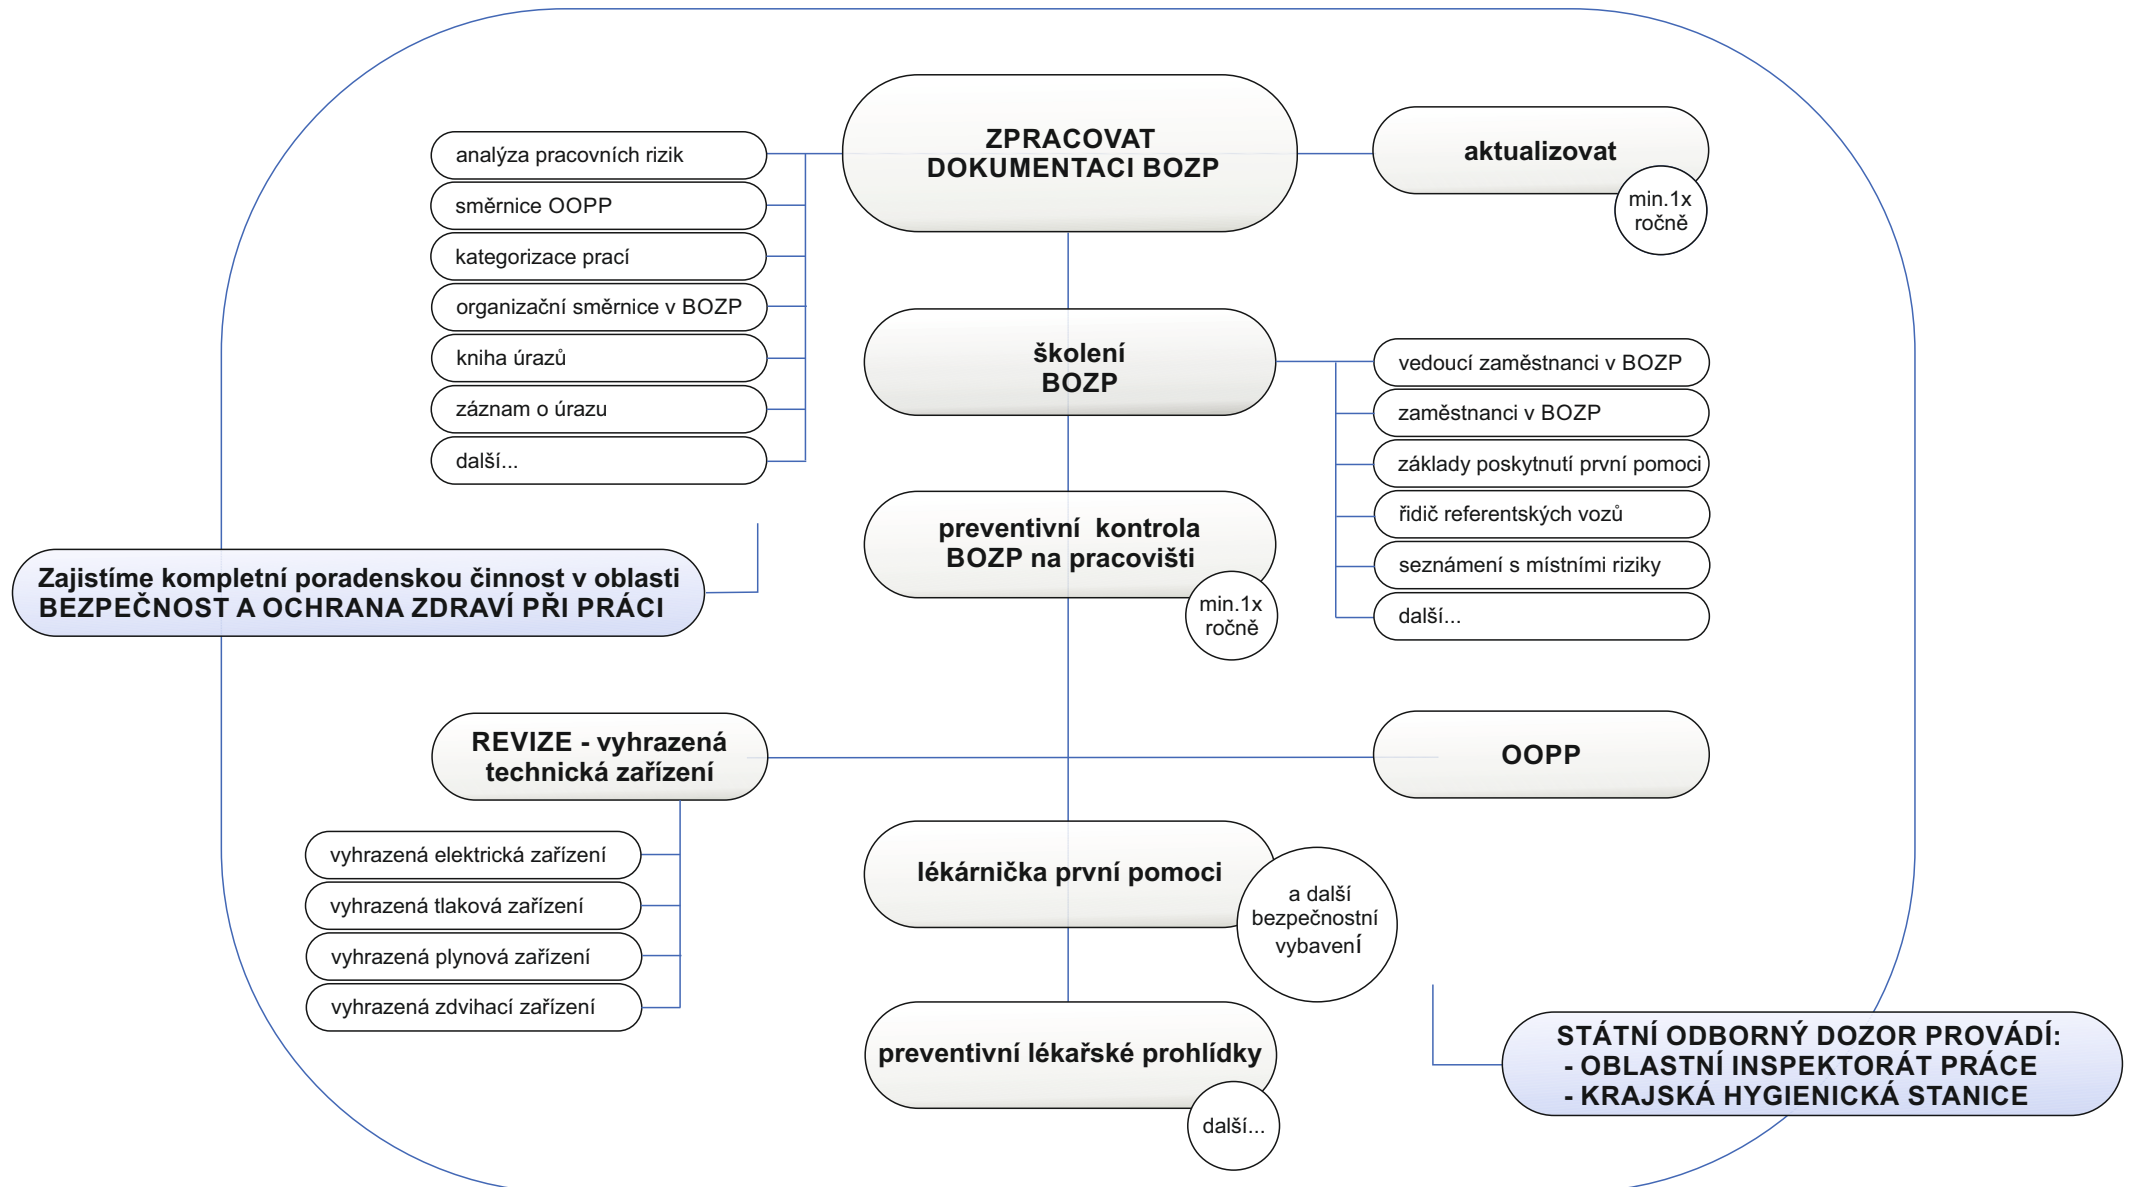 ZPRACOVAT
DOKUMENTACI BOZP
aktualizovat
min.1x
ročně
analýza pracovních rizik
směrnice OOPP
kategorizace prací
organizační směrnice v BOZP
kniha úrazů
záznam o úrazu
další...
školení
BOZP
vedoucí zaměstnanci v BOZP
zaměstnanci v BOZP
základy poskytnutí první pomoci
řidič referentských vozů
seznámení s místními riziky
další...
preventivní kontrola
BOZP na pracovišti
min.1x
ročně
Zajistíme kompletní poradenskou činnost v oblasti
BEZPEČNOST A OCHRANA ZDRAVÍ PŘI PRÁCI
REVIZE - vyhrazená
technická zařízení
OOPP
vyhrazená elektrická zařízení
vyhrazená tlaková zařízení
vyhrazená plynová zařízení
vyhrazená zdvihací zařízení
lékárnička první pomoci
a další
bezpečnostní
vybavení
preventivní lékařské prohlídky
další...
STÁTNÍ ODBORNÝ DOZOR PROVÁDÍ:
- OBLASTNÍ INSPEKTORÁT PRÁCE
- KRAJSKÁ HYGIENICKÁ STANICE